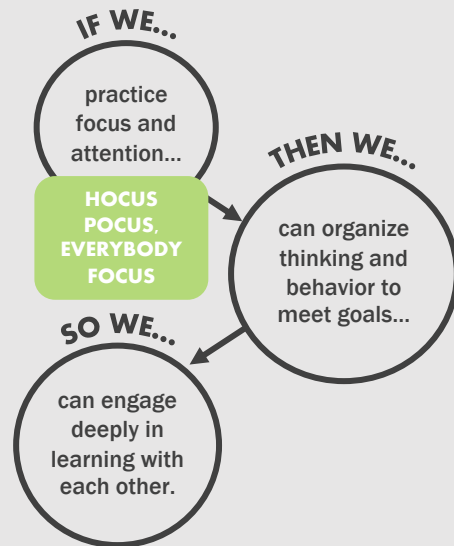 IF WE...
practice
focus and
attention...
HOCUS
POCUS,
EVERYBODY
FOCUS
THEN WE...
can organize
thinking and
behavior to
meet goals...
SO WE...
can engage
deeply in
learning with
each other.